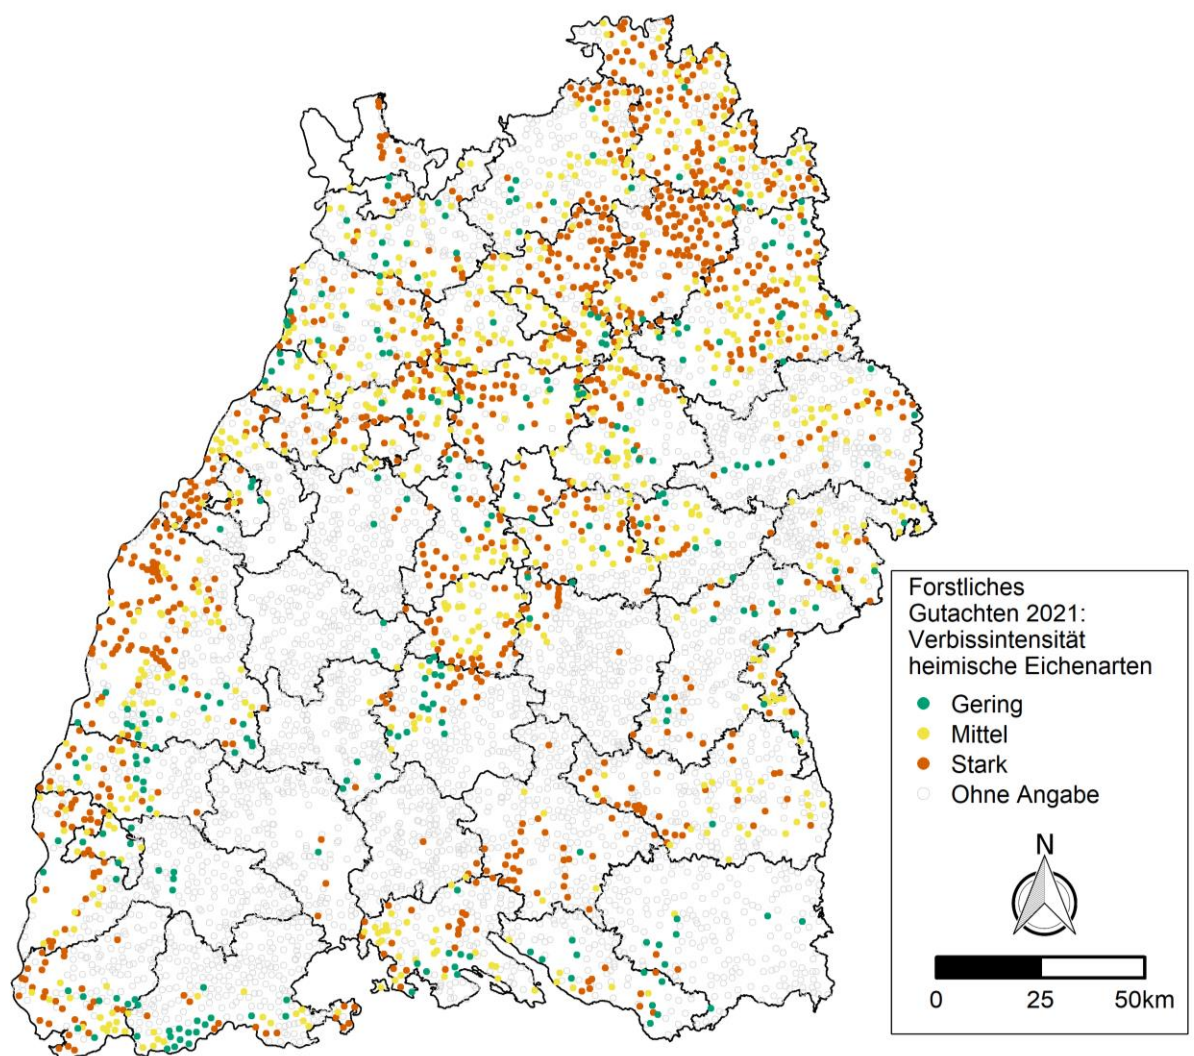 Forstliches
Gutachten 2021:
Verbissintensität
heimische Eichenarten
Gering
Mittel
Stark
Ohne Angabe
N
0 25 50km